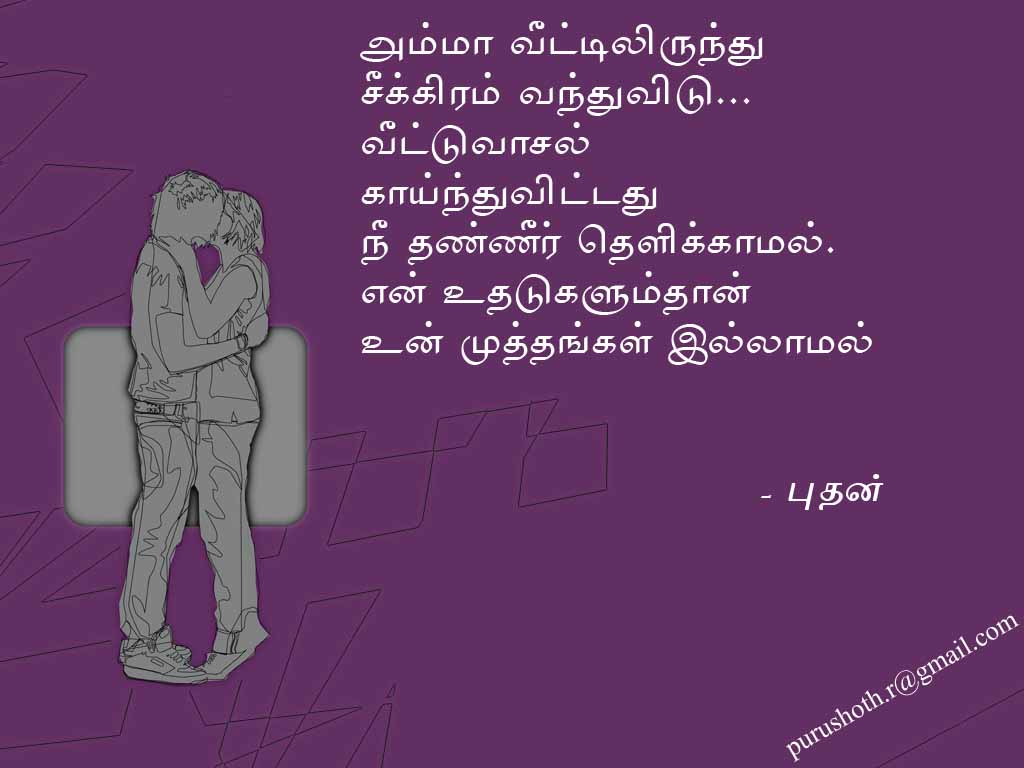 அம்மா வீட்டிலிருந்து
சீக்கிரம் வந்துவிடு...
வீட்டுவாசல்
காய்ந்துவிட்டது
நீ தண்ணீர் தெளிக்காமல்.
என் உதடுகளும்தான்
உன் முத்தங்கள் இல்லாமல்
- புதன்
purushoth.r@gmail.com